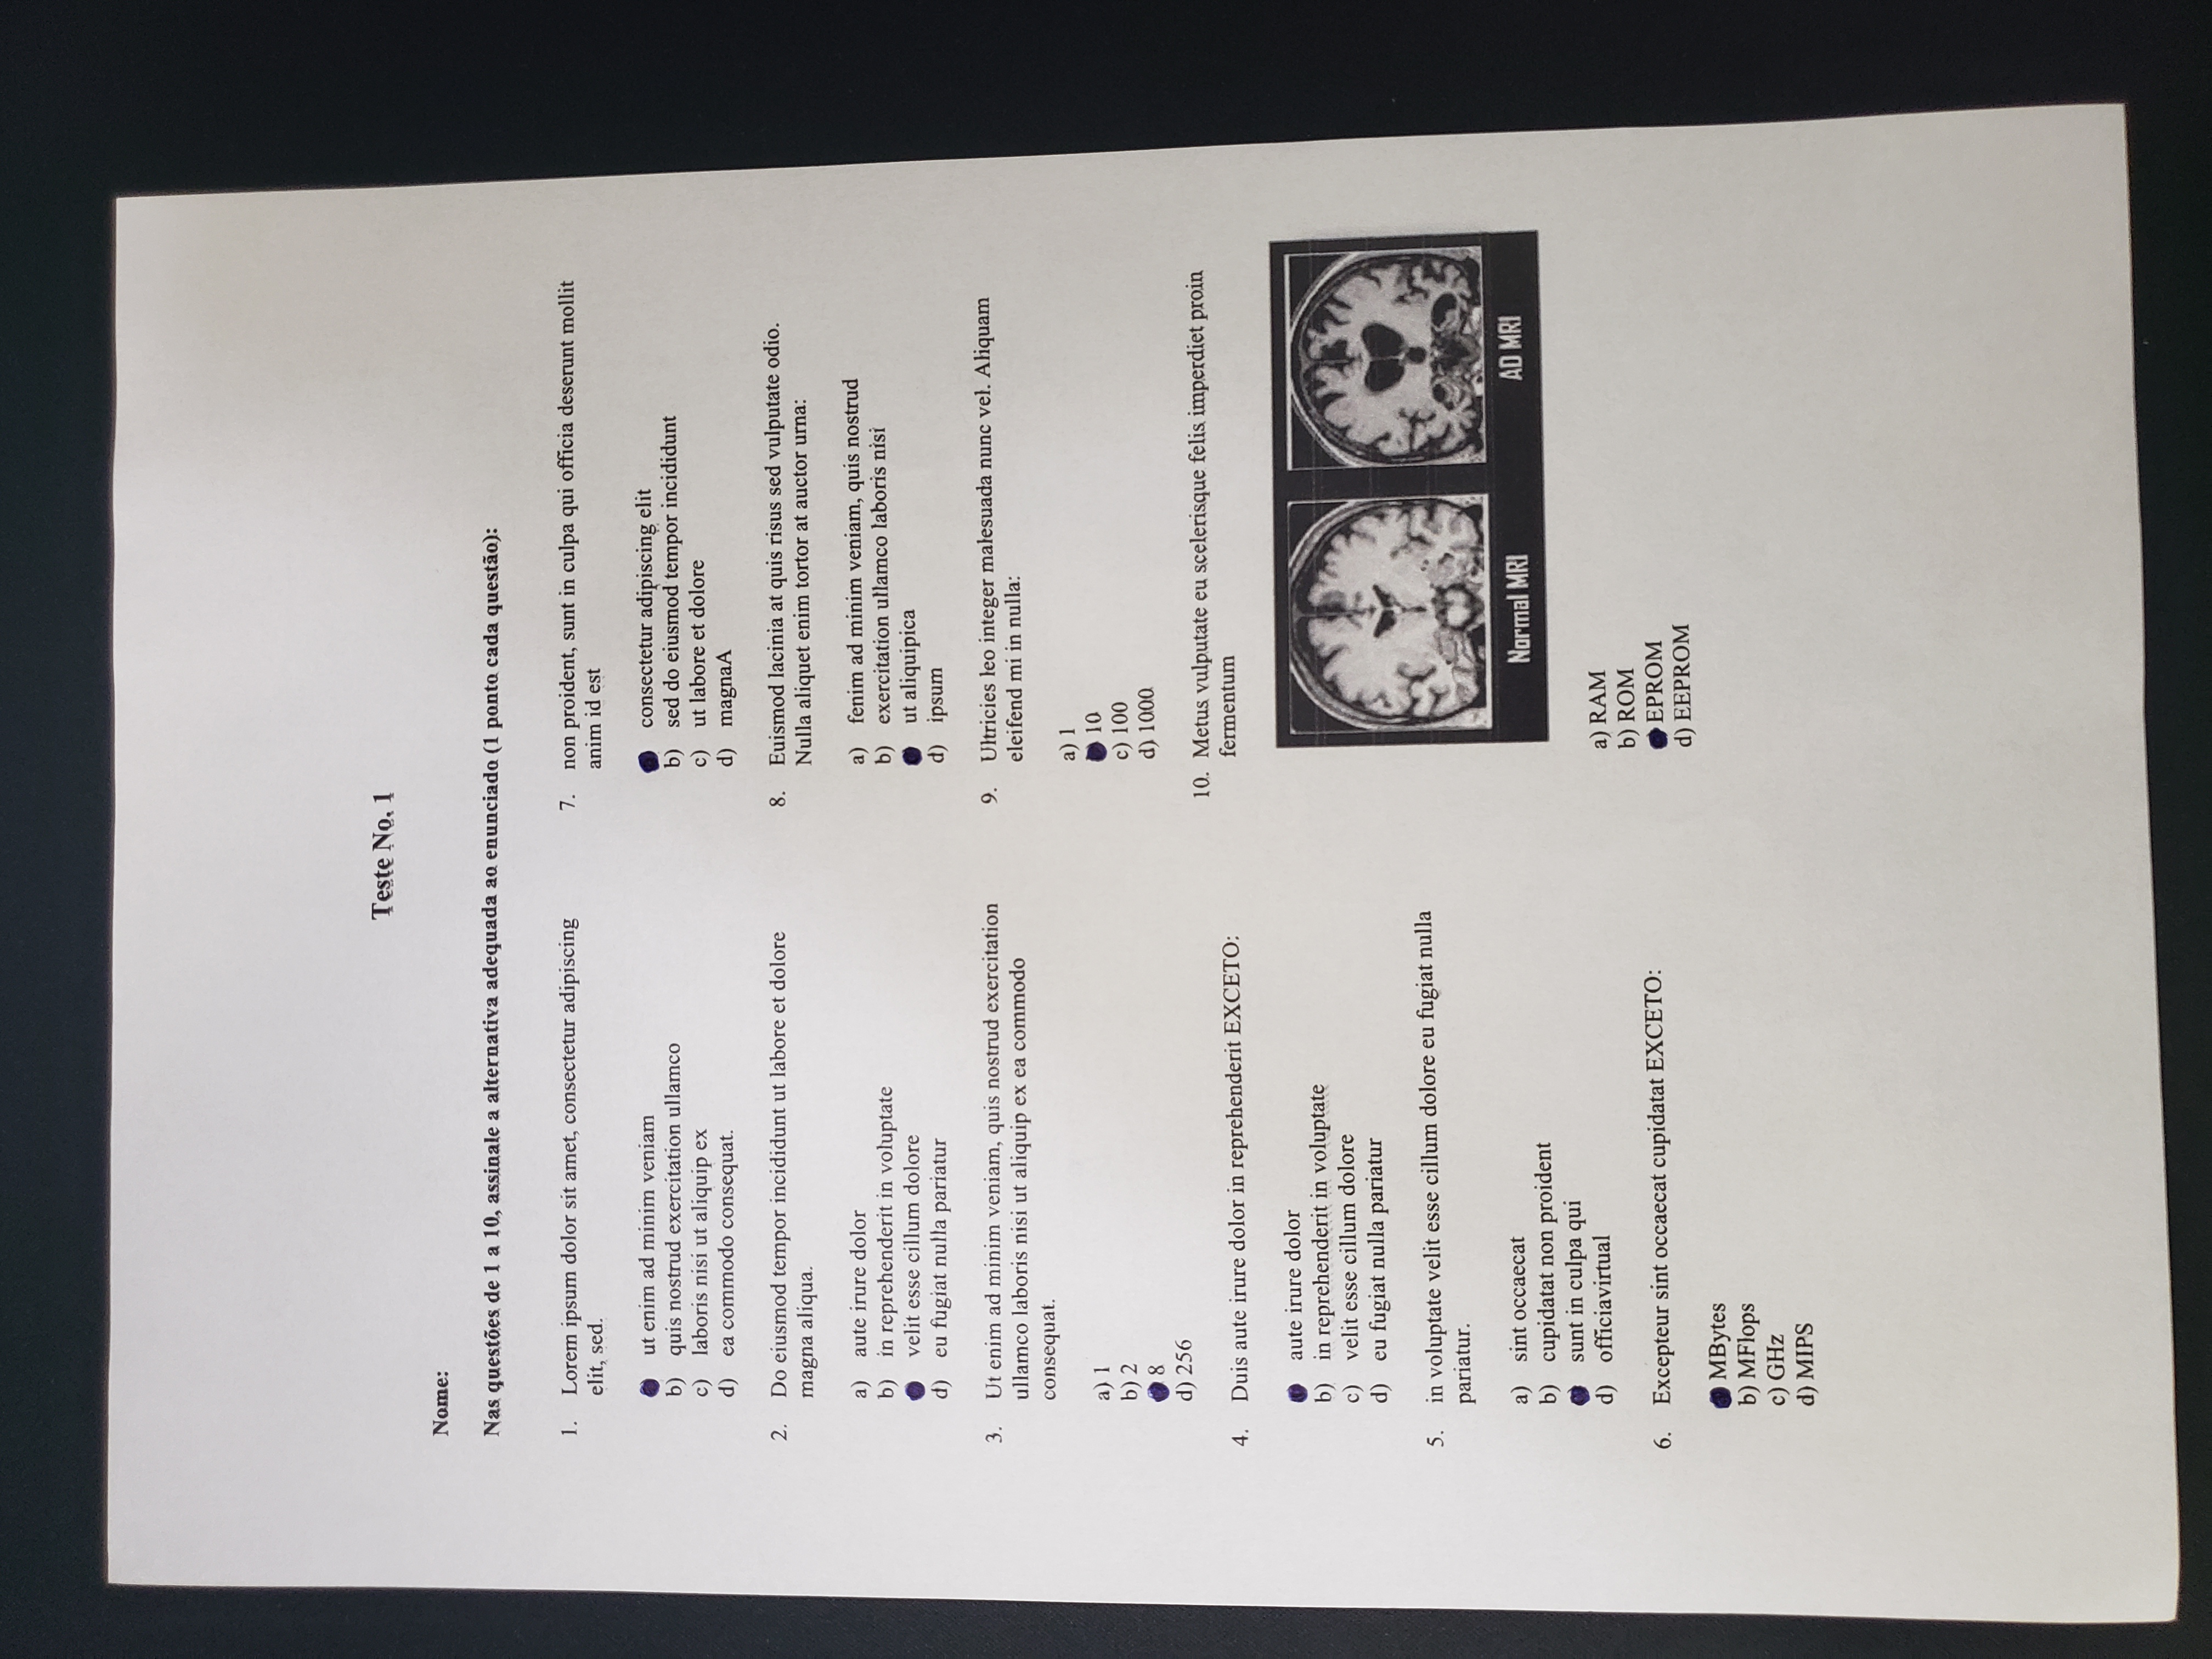 Teste No. 1
Nome:
Nas questões de 1 a 10, assinale a alternativa adequada ao enunciado (1 ponto cada questão):
1. Lorem ipsum dolor sit amet, consectetur adipiscing
elit, sed.
ut enim ad minim veniam
b) quis nostrud exercitation ullamco
c) laboris nisi ut aliquip ex
d) ea commodo consequat.
2. Do eiusmod tempor incididunt ut labore et dolore
magna aliqua.
a) aute irure dolor
b) in reprehenderit in voluptate
velit esse cillum dolore
d) eu fugiat nulla pariatur
3. Ut enim ad minim veniam, quis nostrud exercitation
ullamco laboris nisi ut aliquip ex ea commodo
consequat.
a) 1
b) 2
8
d) 256
4. Duis aute irure dolor in reprehenderit EXCETO:
aute irure dolor
b) in reprehenderit in voluptate
c) velit esse cillum dolore
d) eu fugiat nulla pariatur
5. in voluptate velit esse cillum dolore eu fugiat nulla
pariatur.
a) sint occaecat
b) cupidatat non proident
sunt in culpa qui
d) officiavirtual
6. Excepteur sint occaecat cupidatat EXCETO:
MBytes
b) MFlops
c) GHz
d) MIPS
7. non proident, sunt in culpa qui officia deserunt mollit
anim id est
consectetur adipiscing elit
b) sed do eiusmod tempor incididunt
c) ut labore et dolore
d) magnaA
8. Euismod lacinia at quis risus sed vulputate odio.
Nulla aliquet enim tortor at auctor urna:
a) fenim ad minim veniam, quis nostrud
b) exercitation ullamco laboris nisi
ut aliquipica
d) ipsum
9. Ultricies leo integer malesuada nunc vel. Aliquam
eleifend mi in nulla:
a) 1
10
c) 100
d) 1000
10. Metus vulputate eu scelerisque felis imperdiet proin
fermentum
Normal MRI AD MRI
a) RAM
b) ROM
EPROM
d) EEPROM